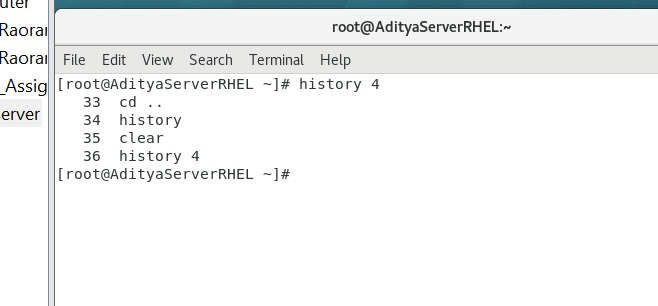 uter
Raorar
Raorar
_Assig
server
root@AdityaServerRHEL:~
File Edit View Search Terminal Help
[root@AdityaServerRHEL ~]# history 4
33 cd ..
34 history
35 clear
36 history 4
[root@AdityaServerRHEL ~]#